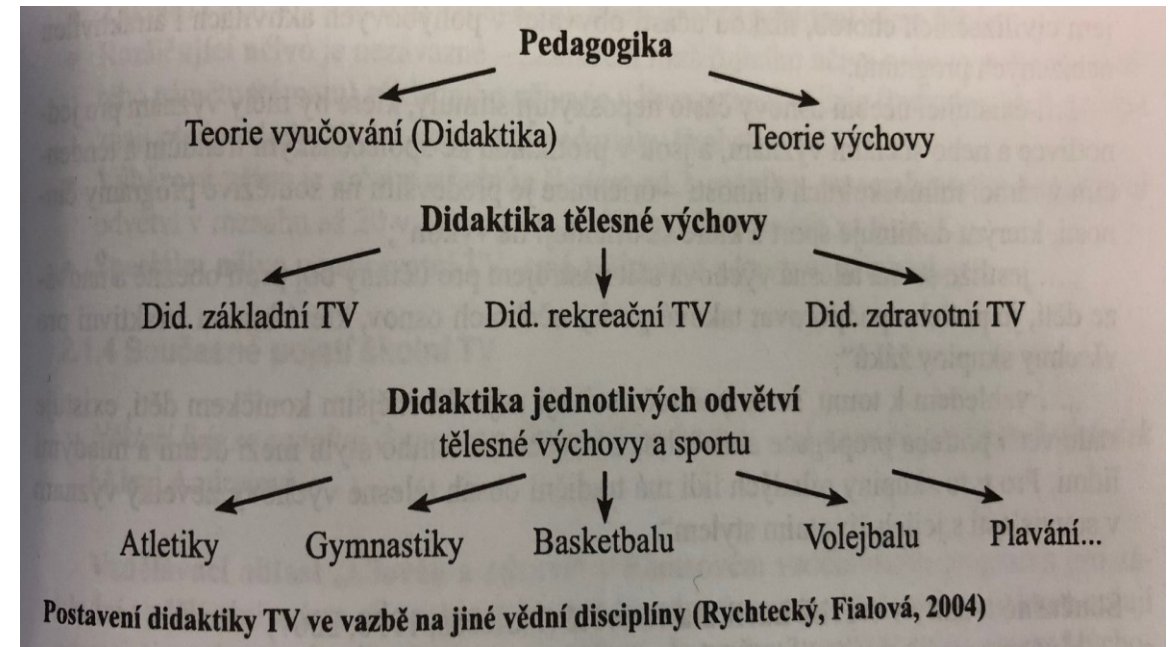 Pedagogika
Teorie vyučování (Didaktika) Teorie výchovy
Didaktika tělesné výchovy
Did. základní TV Did. rekreační TV Did. zdravotní TV
Didaktika jednotlivých odvětví
tělesné výchovy a sportu
Atletiky Gymnastiky Basketbalu Volejbalu Plavání...
Postavení didaktiky TV ve vazbě na jiné vědní disciplíny (Rychtecký, Fialová, 2004)